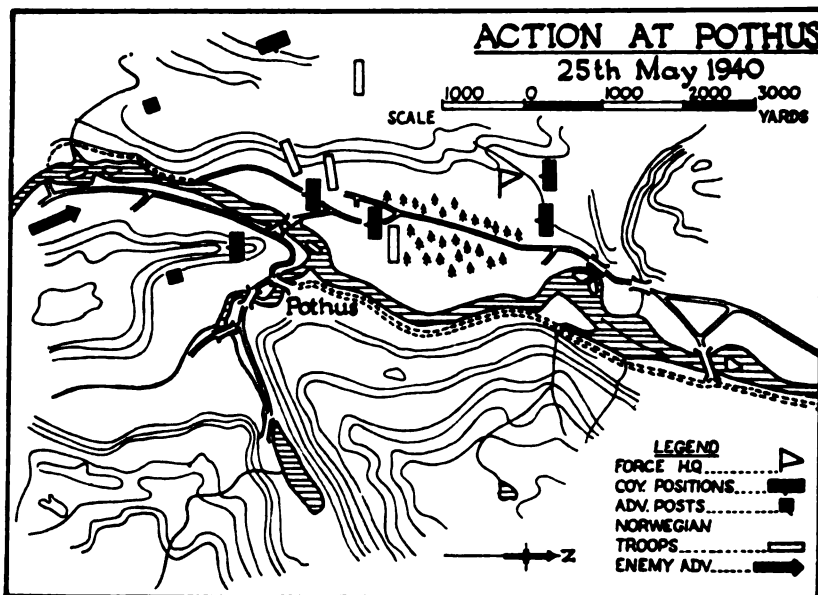 ACTION AT POTHUS
25th May 1940
1000 0 1000 2000 3000
SCALE YARDS
Pothus
LEGEND
FORCE H.Q.
COY. POSITIONS
ADV. POSTS
NORWEGIAN
TROOPS
ENEMY ADV.
N